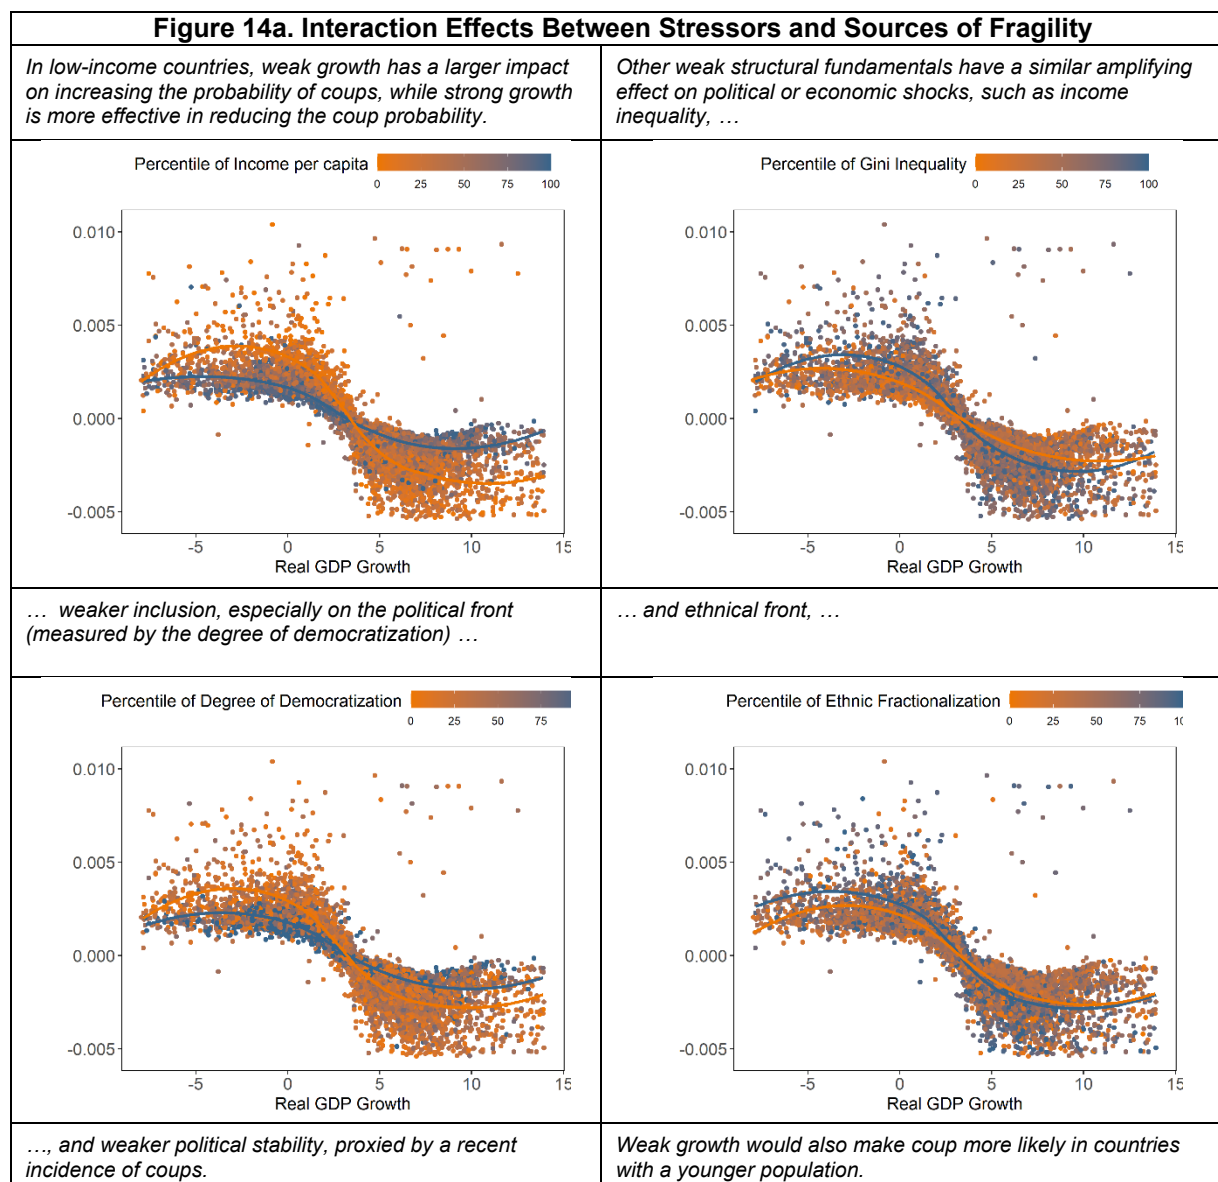 Figure 14a. Interaction Effects Between Stressors and Sources of Fragility
In low-income countries, weak growth has a larger impact
on increasing the probability of coups, while strong growth
is more effective in reducing the coup probability.
Other weak structural fundamentals have a similar amplifying
effect on political or economic shocks, such as income
inequality, …
Percentile of Income per capita
0 25 50 75 100
0.010
0.005
0.000
-0.005
-5 0 5 10 15
Real GDP Growth
Percentile of Gini Inequality
0 25 50 75 100
0.010
0.005
0.000
-0.005
-5 0 5 10 15
Real GDP Growth
… weaker inclusion, especially on the political front
(measured by the degree of democratization) …
… and ethnical front, …
Percentile of Degree of Democratization
0 25 50 75
0.010
0.005
0.000
-0.005
-5 0 5 10 15
Real GDP Growth
Percentile of Ethnic Fractionalization
0 25 50 75 10
0.010
0.005
0.000
-0.005
-5 0 5 10 15
Real GDP Growth
…, and weaker political stability, proxied by a recent
incidence of coups.
Weak growth would also make coup more likely in countries
with a younger population.